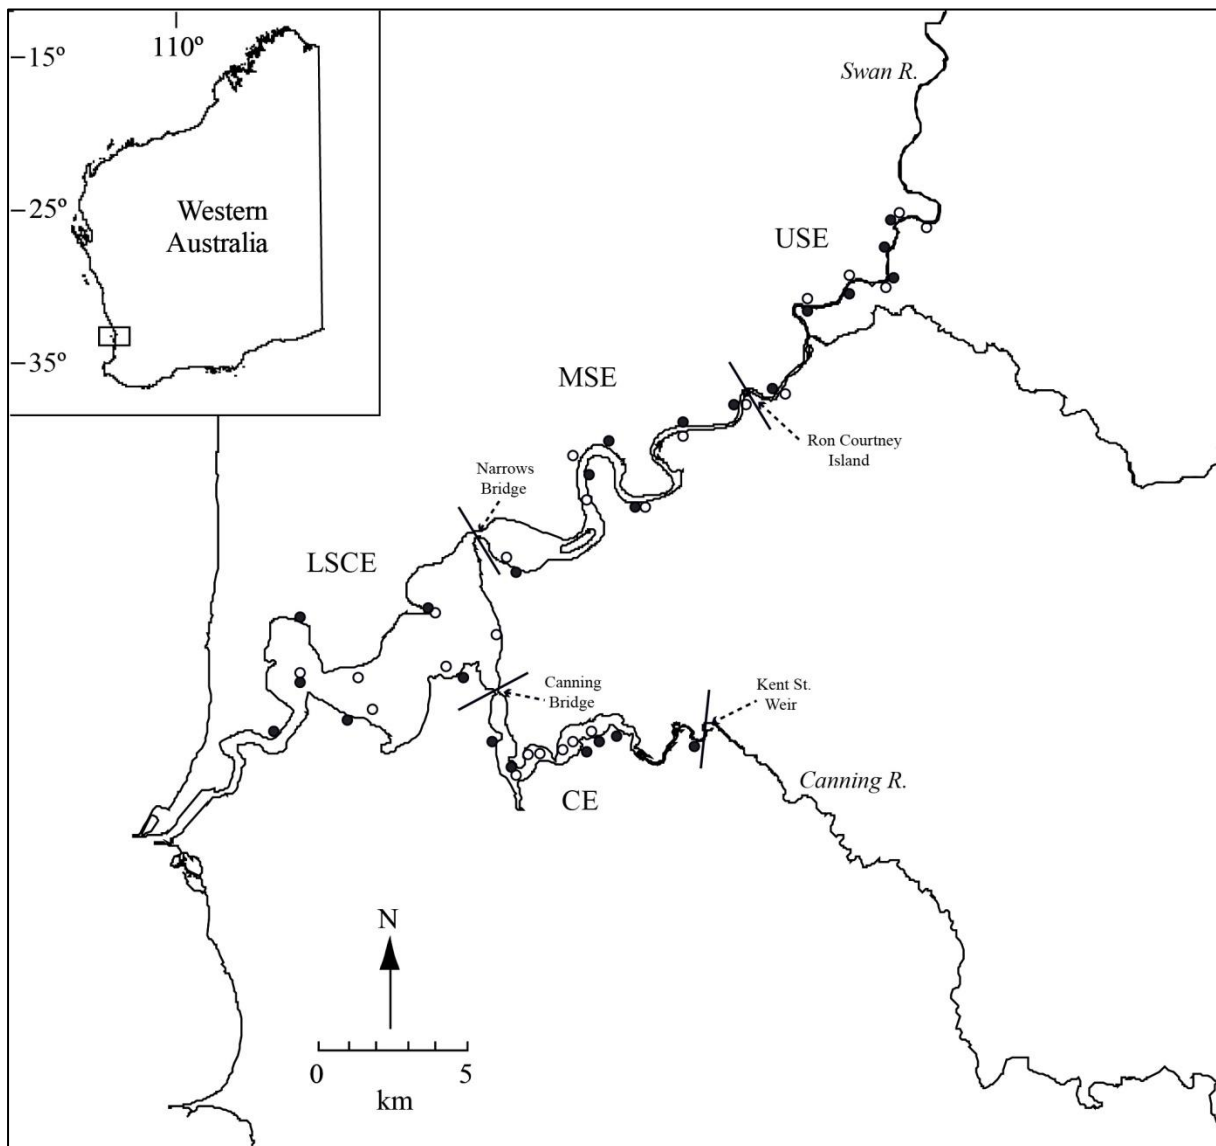 110º
−15º
Swan R.
Western
Australia
−25º
USE
−35º
MSE
Ron Courtney
Island
Narrows
Bridge
LSCE
Canning
Bridge
Kent St.
Weir
Canning R.
CE
N
0 5
km